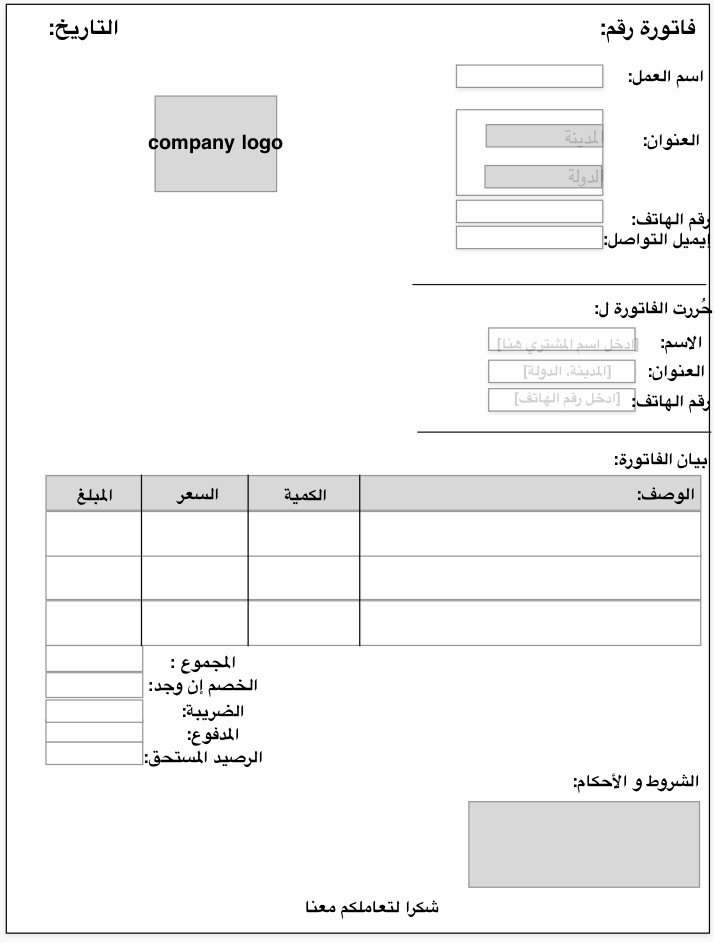 فاتورة رقم: التاريخ:
اسم العمل:
company logo
العنوان: المدينة
الدولة
رقم الهاتف:
إيميل التواصل:
حُررت الفاتورة ل:
الاسم: [ادخل اسم المشتري هنا]
العنوان: [المدينة، الدولة]
رقم الهاتف: [ادخل رقم الهاتف]
بيان الفاتورة:
الوصف: الكمية السعر المبلغ
المجموع :
الخصم إن وجد:
الضريبة:
المدفوع:
الرصيد المستحق:
الشروط و الأحكام:
شكرا لتعاملكم معنا